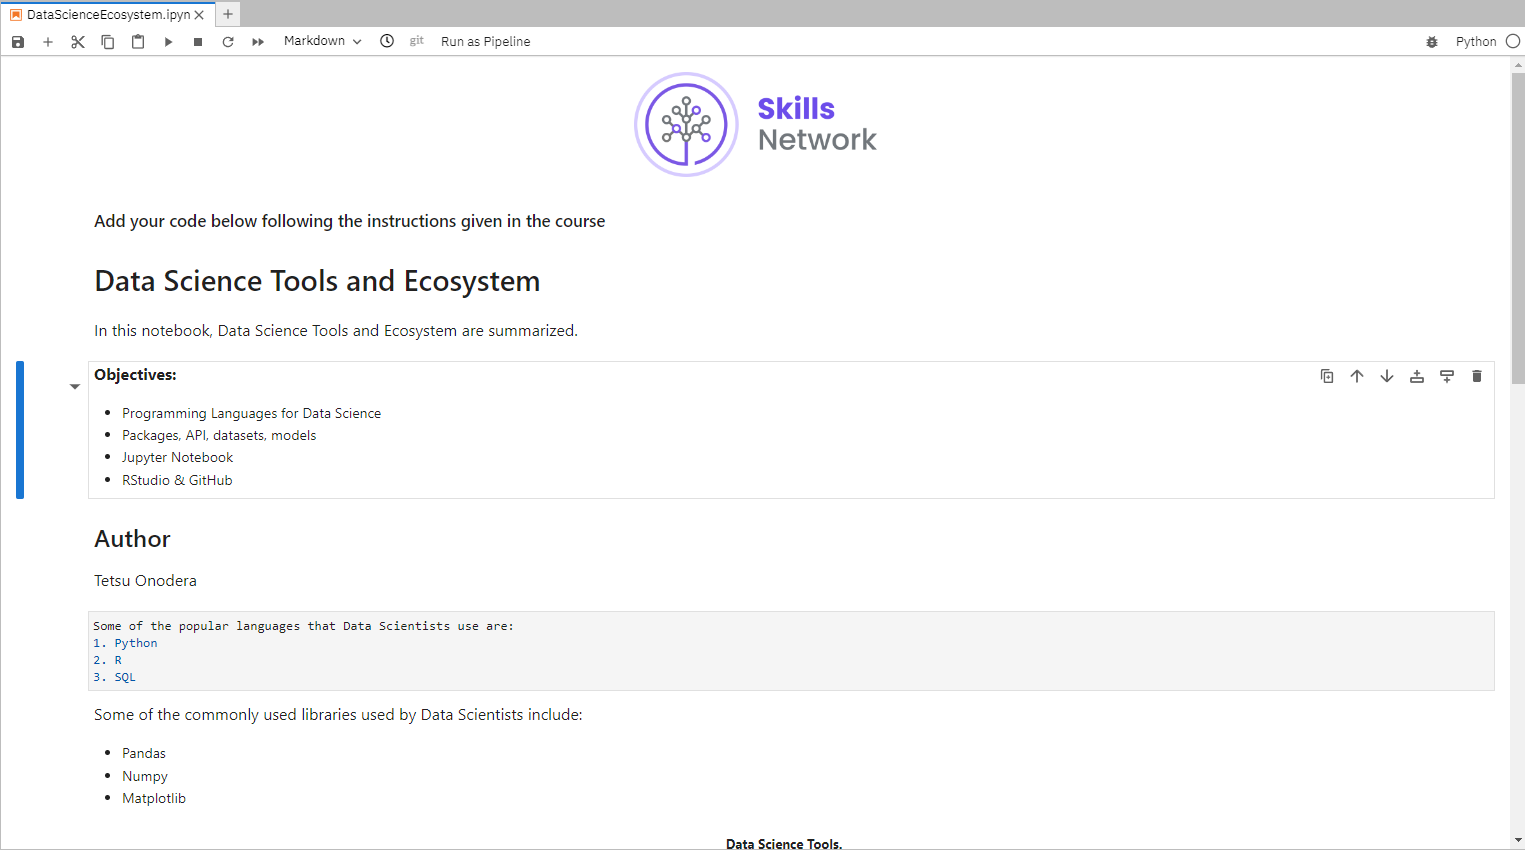 DataScienceEcosystem.ipyn
Markdown
git
Run as Pipeline
Python
Skills
Network
Add your code below following the instructions given in the course
Data Science Tools and Ecosystem
In this notebook, Data Science Tools and Ecosystem are summarized.
Objectives:
Programming Languages for Data Science
Packages, API, datasets, models
Jupyter Notebook
RStudio & GitHub
Author
Tetsu Onodera
Some of the popular languages that Data Scientists use are:
1. Python
2. R
3. SQL
Some of the commonly used libraries used by Data Scientists include:
Pandas
Numpy
Matplotlib
Data Science Tools.